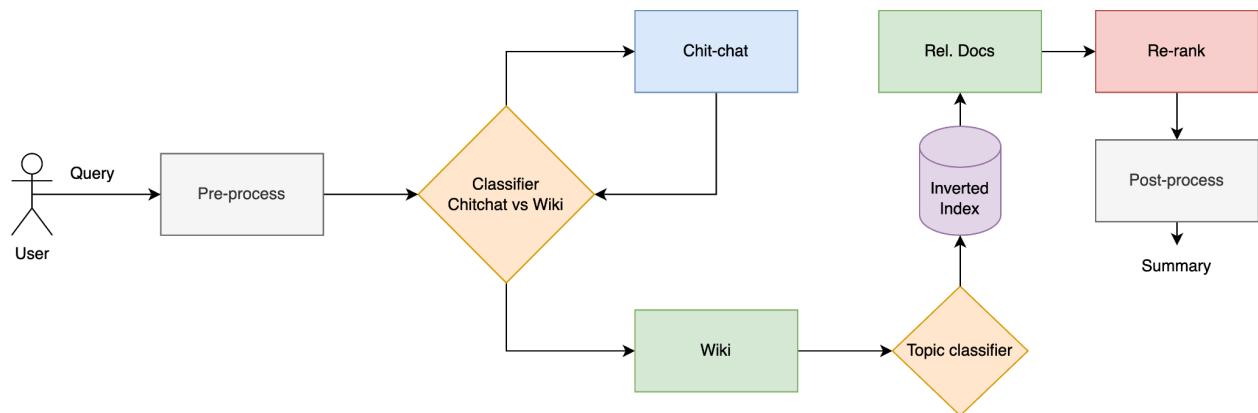 Query
User
Pre-process
Classifier
Chitchat vs Wiki
Chit-chat
Wiki
Topic classifier
Inverted
Index
Rel. Docs
Re-rank
Post-process
Summary